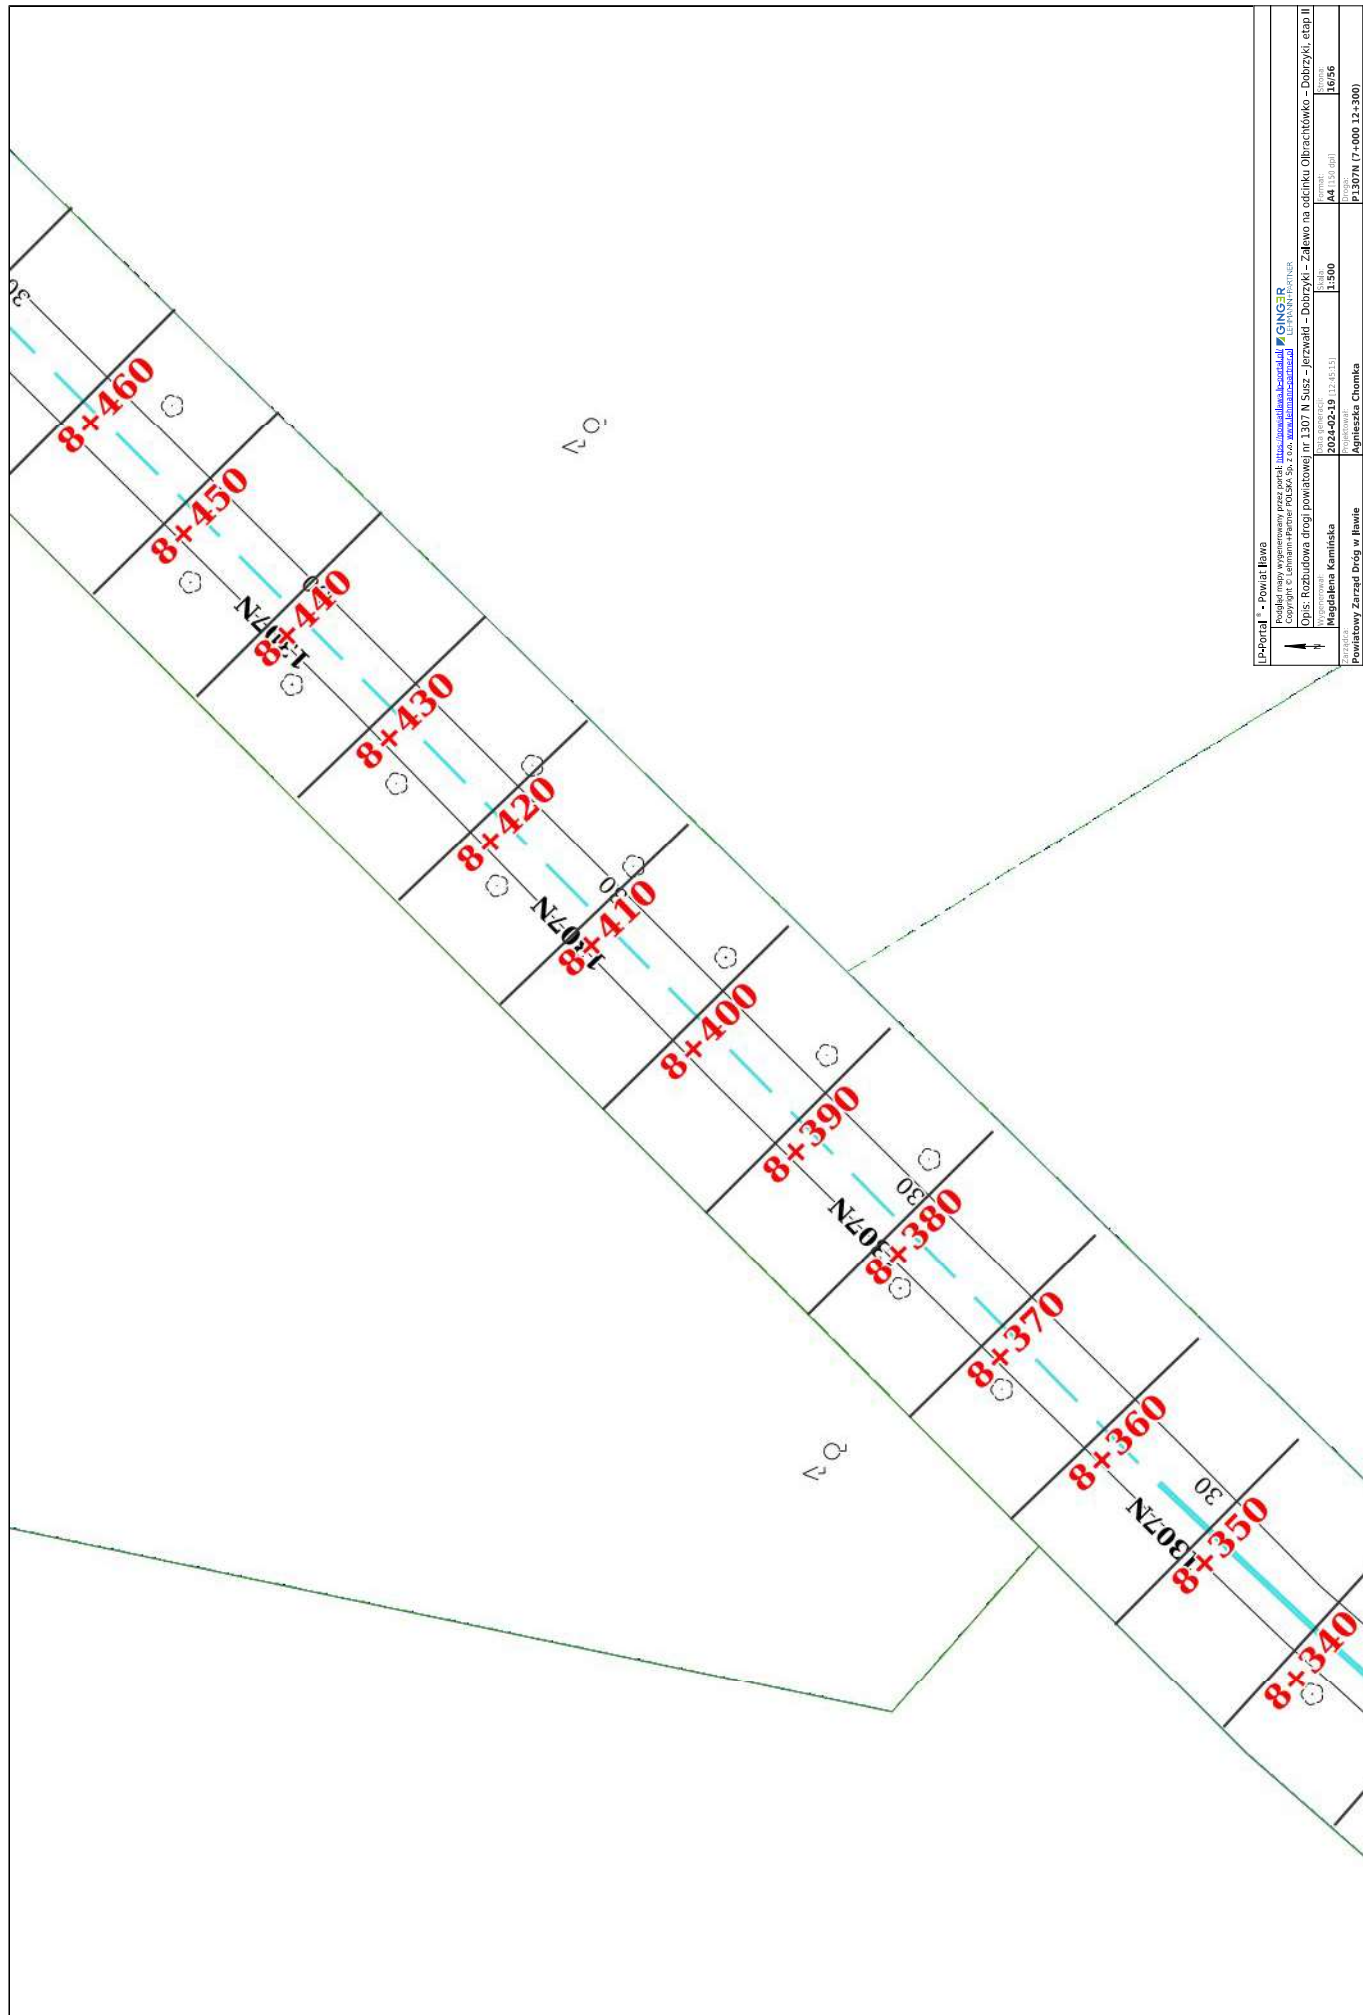 8+460
8+450
8+440
8+430
8+420
8+410
8+400
8+390
8+380
8+370
8+360
8+350
8+340
30
30
30
30
1307N
1307N
LP-Portal ® - Powiat Iława
Podgląd mapy wygenerowany przez portal: https://powiatilawa.lp-portal.pl/
Copyright © Lehmann+Partner POLSKA Sp. z o.o. www.lehmann-partner.pl
GINGER
LEHMANN+PARTNER
N
Opis: Rozbudowa drogi powiatowej nr 1307 N Susz – Jerzwałd – Dobrzyki – Zalewo na odcinku Olbrachtówko – Dobrzyki, etap II
Wygenerował:
Magdalena Kamińska
Data generacji:
2024-02-19 [12:45:15]
Skala:
1:500
Format:
A4 [150 dpi]
Strona:
16/56
Zarządca:
Powiatowy Zarząd Dróg w Iławie
Projektował:
Agnieszka Chomka
Droga:
P1307N (7+000 12+300)